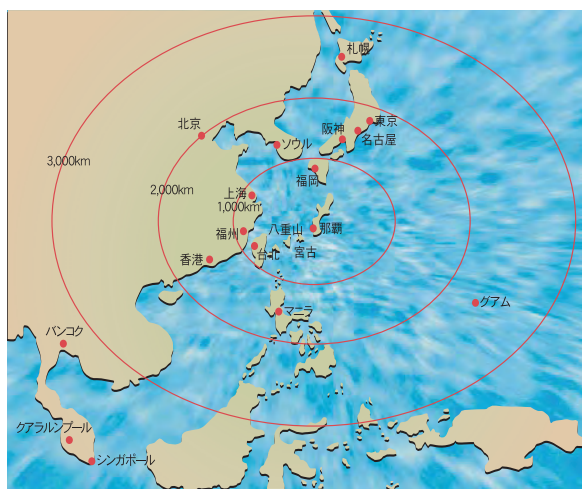 札幌
東京
北京
阪神
名古屋
ソウル
3,000km
福岡
2,000km
上海
1,000km
那覇
福州
八重山
宮古
台北
香港
グアム
マニラ
バンコク
クアラルンプール
シンガポール